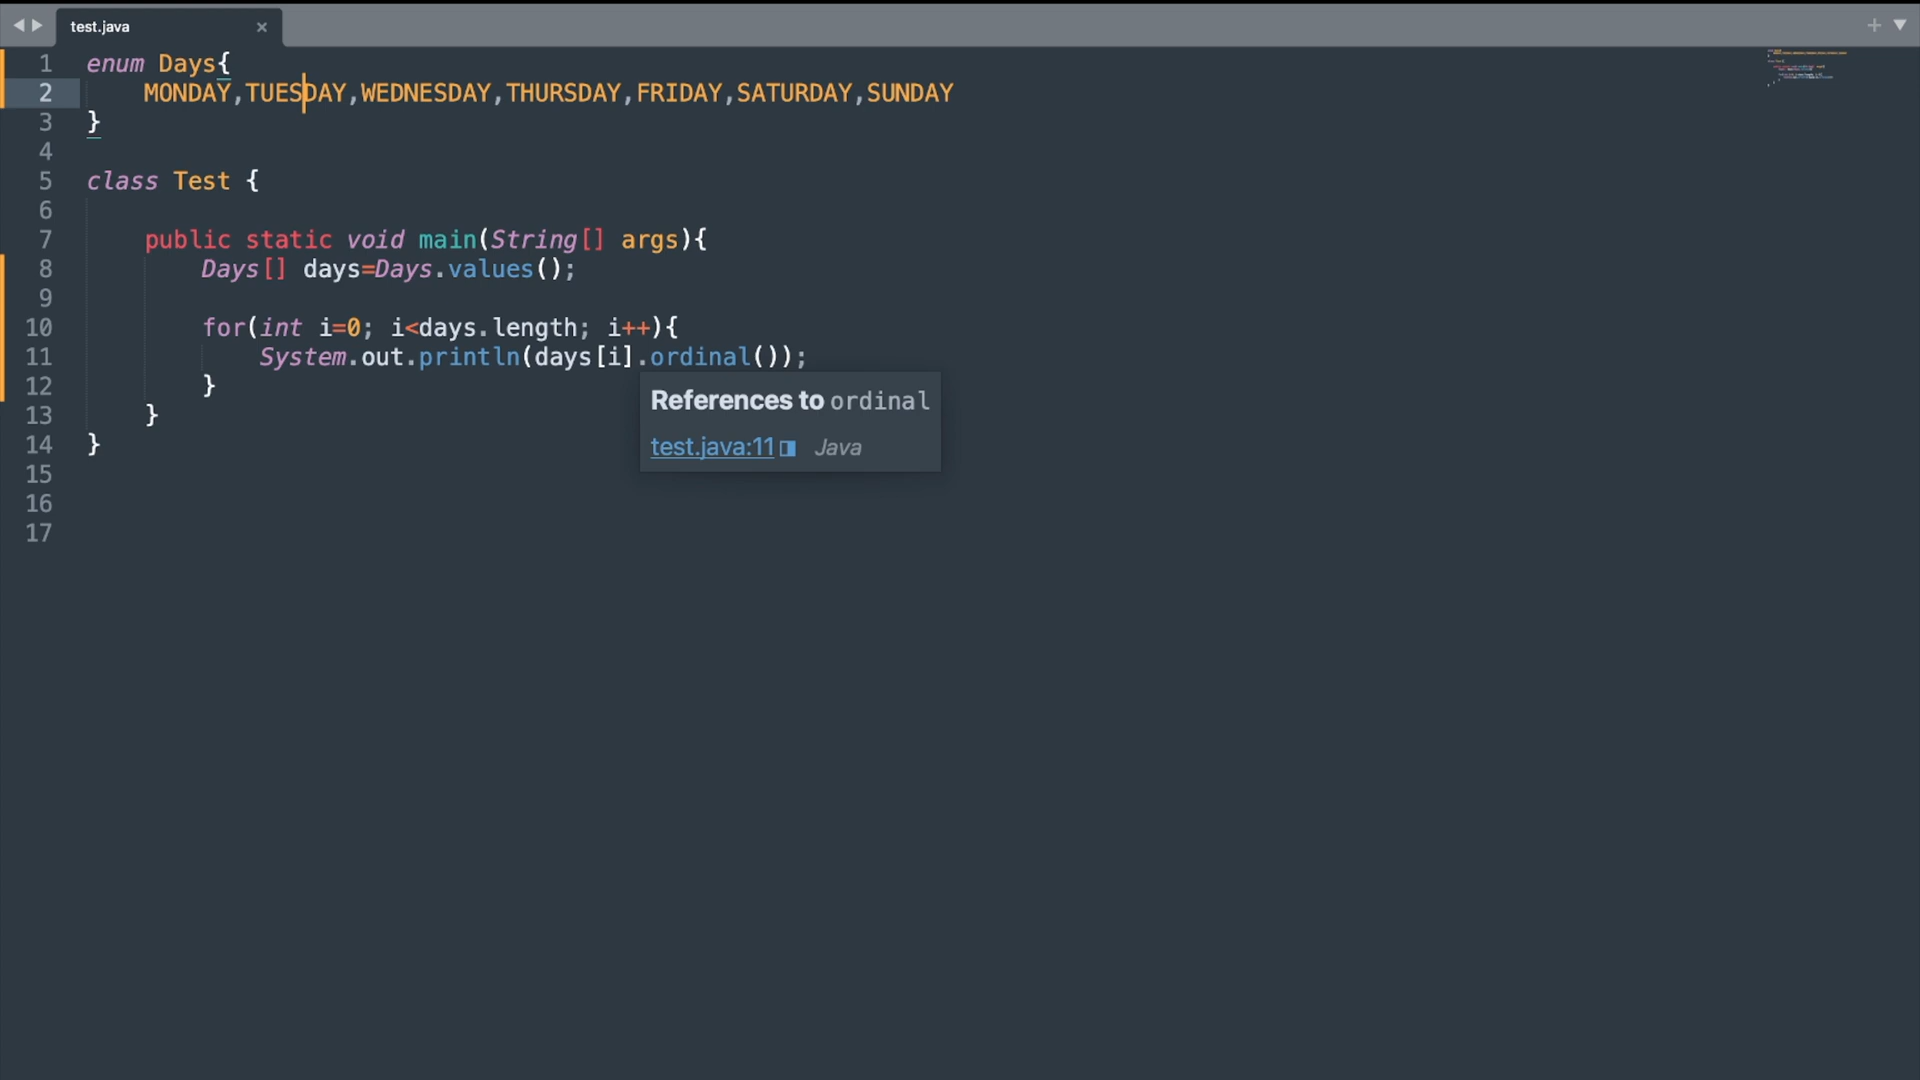 test.java
1 enum Days{
2 MONDAY,TUESDAY,WEDNESDAY,THURSDAY,FRIDAY,SATURDAY,SUNDAY
3 }
4
5 class Test {
6
7 public static void main(String[] args){
8 Days[] days=Days.values();
9
10 for(int i=0; i<days.length; i++){
11 System.out.println(days[i].ordinal());
12 }
13 }
14 }
15
16
17
References to ordinal
test.java:11 Java